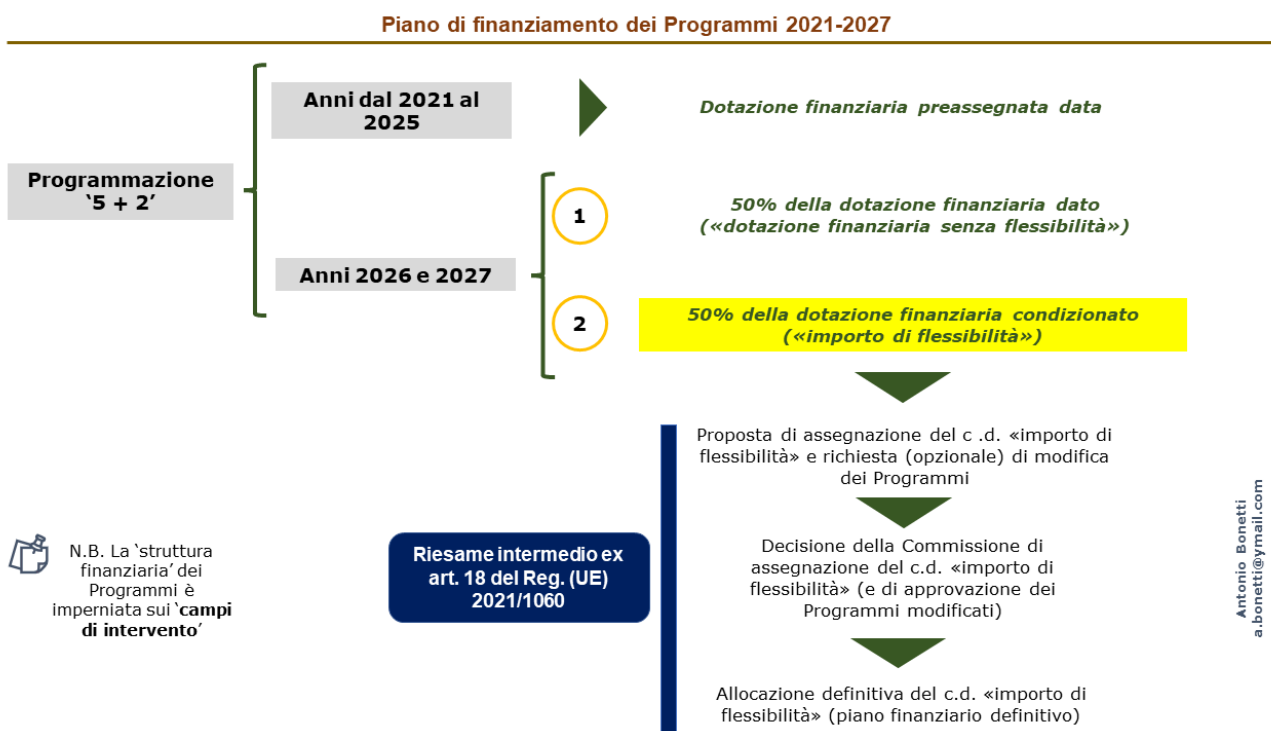 Piano di finanziamento dei Programmi 2021-2027
Anni dal 2021 al
2025
Dotazione finanziaria preassegnata data
Programmazione
‘5 + 2’
1
50% della dotazione finanziaria dato
(«dotazione finanziaria senza flessibilità»)
Anni 2026 e 2027
2
50% della dotazione finanziaria condizionato
(«importo di flessibilità»)
Proposta di assegnazione del c .d. «importo di
flessibilità» e richiesta (opzionale) di modifica
dei Programmi
N.B. La ‘struttura
finanziaria’ dei
Programmi è
imperniata sui ‘campi
di intervento’
Riesame intermedio ex
art. 18 del Reg. (UE)
2021/1060
Decisione della Commissione di
assegnazione del c.d. «importo di
flessibilità» (e di approvazione dei
Programmi modificati)
Allocazione definitiva del c.d. «importo di
flessibilità» (piano finanziario definitivo)
Antonio Bonetti
a.bonetti@ymail.com